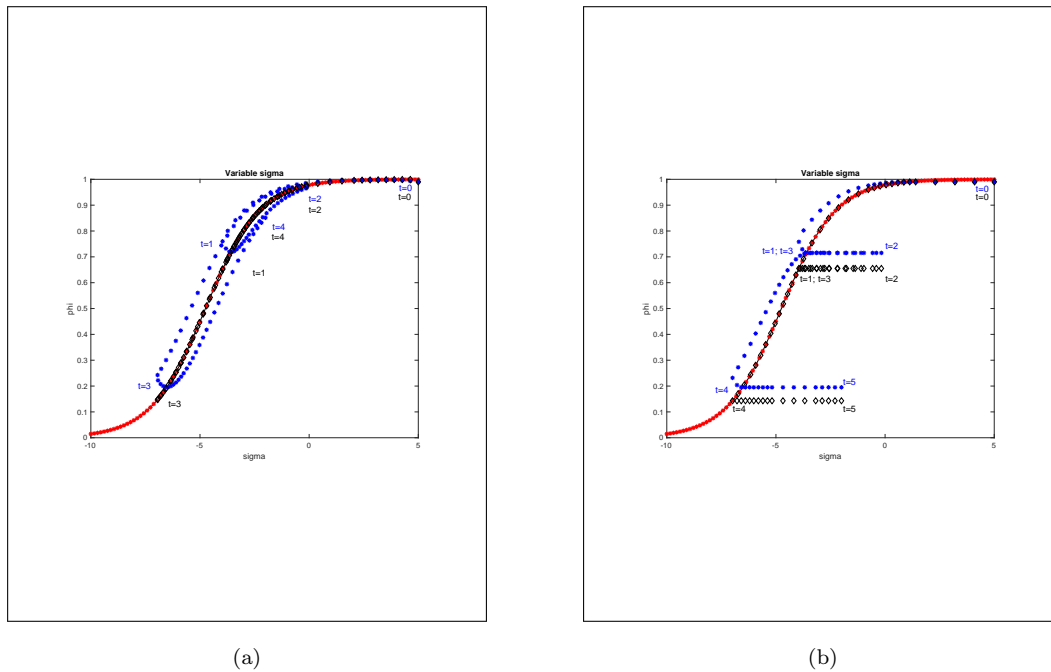 Variable sigma
1
0.9
0.8
0.7
0.6
0.5
0.4
0.3
0.2
0.1
0
phi
-10
-5
0
5
sigma
t=0
t=0
t=2
t=2
t=4
t=4
t=1
t=1
t=3
t=3
(a)
Variable sigma
1
0.9
0.8
0.7
0.6
0.5
0.4
0.3
0.2
0.1
0
phi
-10
-5
0
5
sigma
t=0
t=0
t=1; t=3
t=2
t=1; t=3
t=2
t=4
t=5
t=4
t=5
(b)